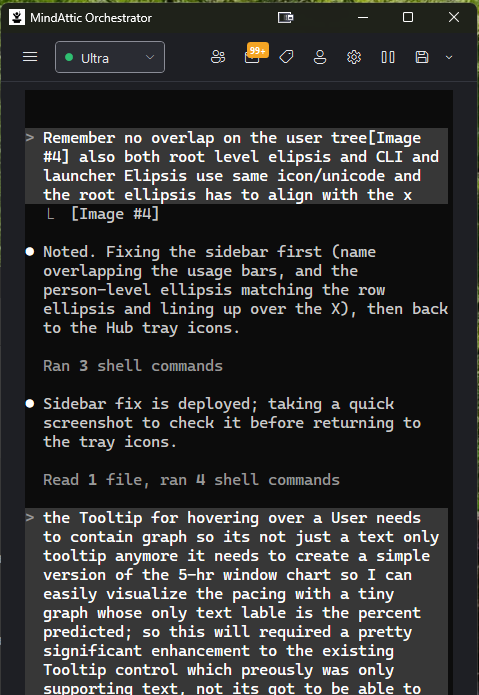 MindAttic Orchestrator
Ultra
99+
> Remember no overlap on the user tree[Image
#4] also both root level elipsis and CLI and
launcher Elipsis use same icon/unicode and
the root ellipsis has to align with the x
└ [Image #4]
● Noted. Fixing the sidebar first (name
overlapping the usage bars, and the
person-level ellipsis matching the row
ellipsis and lining up over the X), then back
to the Hub tray icons.
Ran 3 shell commands
● Sidebar fix is deployed; taking a quick
screenshot to check it before returning to
the tray icons.
Read 1 file, ran 4 shell commands
> the Tooltip for hovering over a User needs
to contain graph so its not just a text only
tooltip anymore it needs to create a simple
version of the 5-hr window chart so I can
easily visualize the pacing with a tiny
graph whose only text lable is the percent
predicted; so this will required a pretty
significant enhancement to the existing
Tooltip control which preously was only
supporting text, not its got to be able to